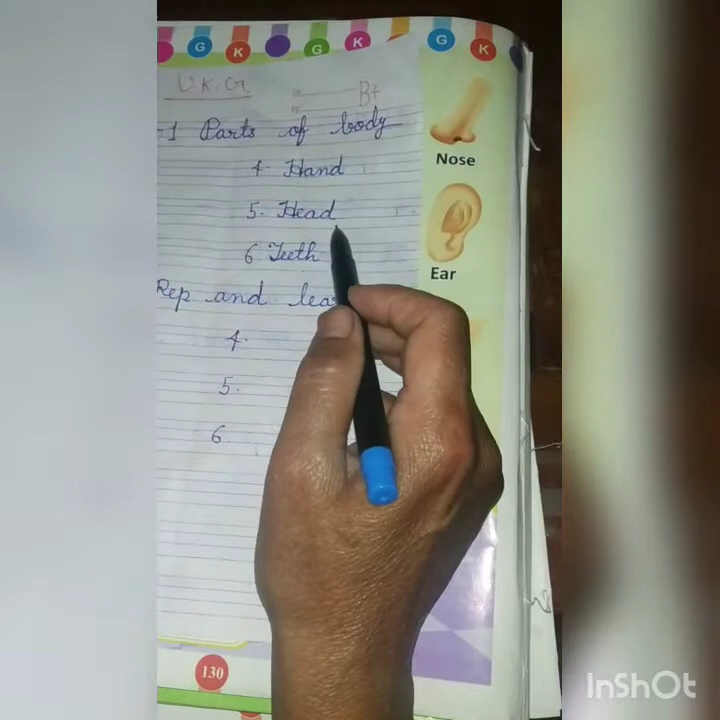 G K G K G K
U.K.G
B+
-1 Parts of body
4. Hand
Nose
5. Head
6. Teeth
Ear
Rep and lea
4.
5.
6
130
InShOt